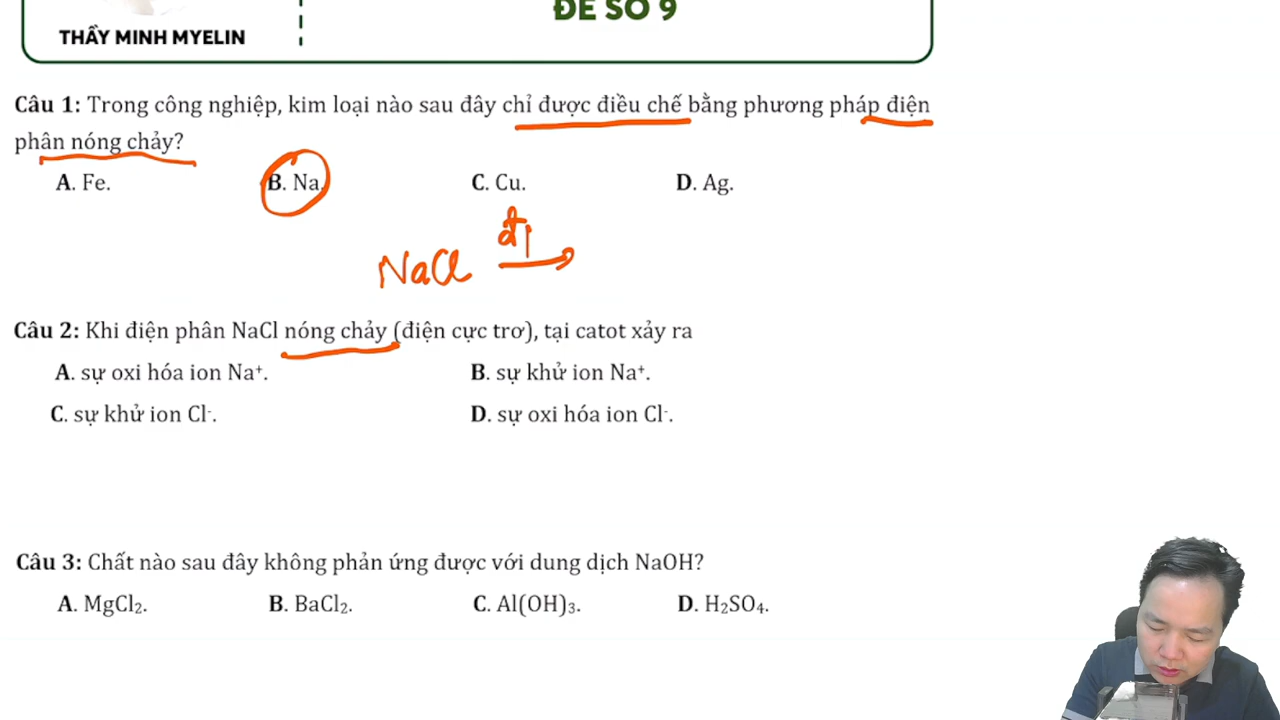 ĐỀ SỐ 9
THẦY MINH MYELIN
Câu 1: Trong công nghiệp, kim loại nào sau đây chỉ được điều chế bằng phương pháp điện
phân nóng chảy?
A. Fe. B. Na. C. Cu. D. Ag.
đp
NaCl →
Câu 2: Khi điện phân NaCl nóng chảy (điện cực trơ), tại catot xảy ra
A. sự oxi hóa ion Na⁺. B. sự khử ion Na⁺.
C. sự khử ion Cl⁻. D. sự oxi hóa ion Cl⁻.
Câu 3: Chất nào sau đây không phản ứng được với dung dịch NaOH?
A. MgCl₂. B. BaCl₂. C. Al(OH)₃. D. H₂SO₄.